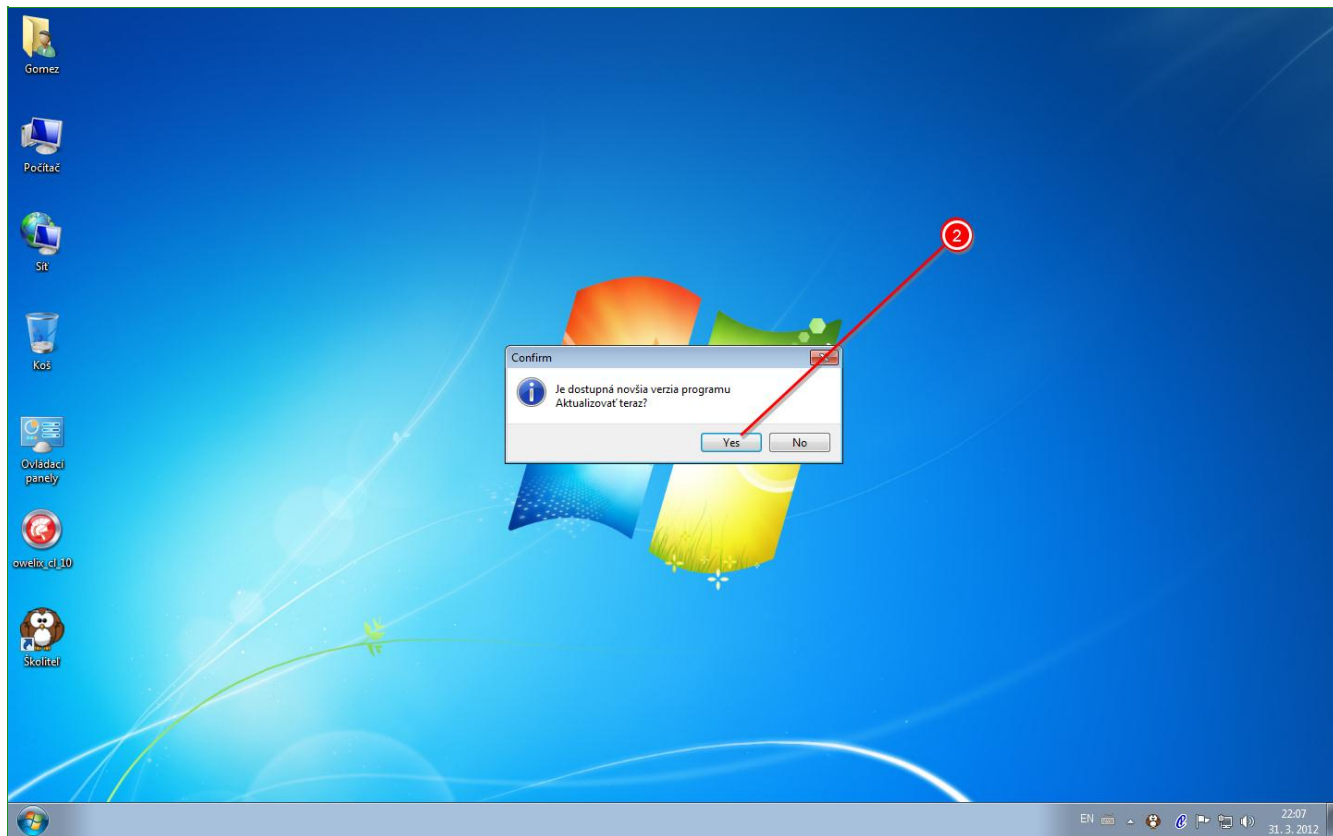 Gomez
Počítač
Síť
Koš
Ovládací
panely
owelix_cl_10
Školiteľ
2
Confirm
Je dostupná novšia verzia programu
Aktualizovať teraz?
Yes
No
EN
22:07
31. 3. 2012